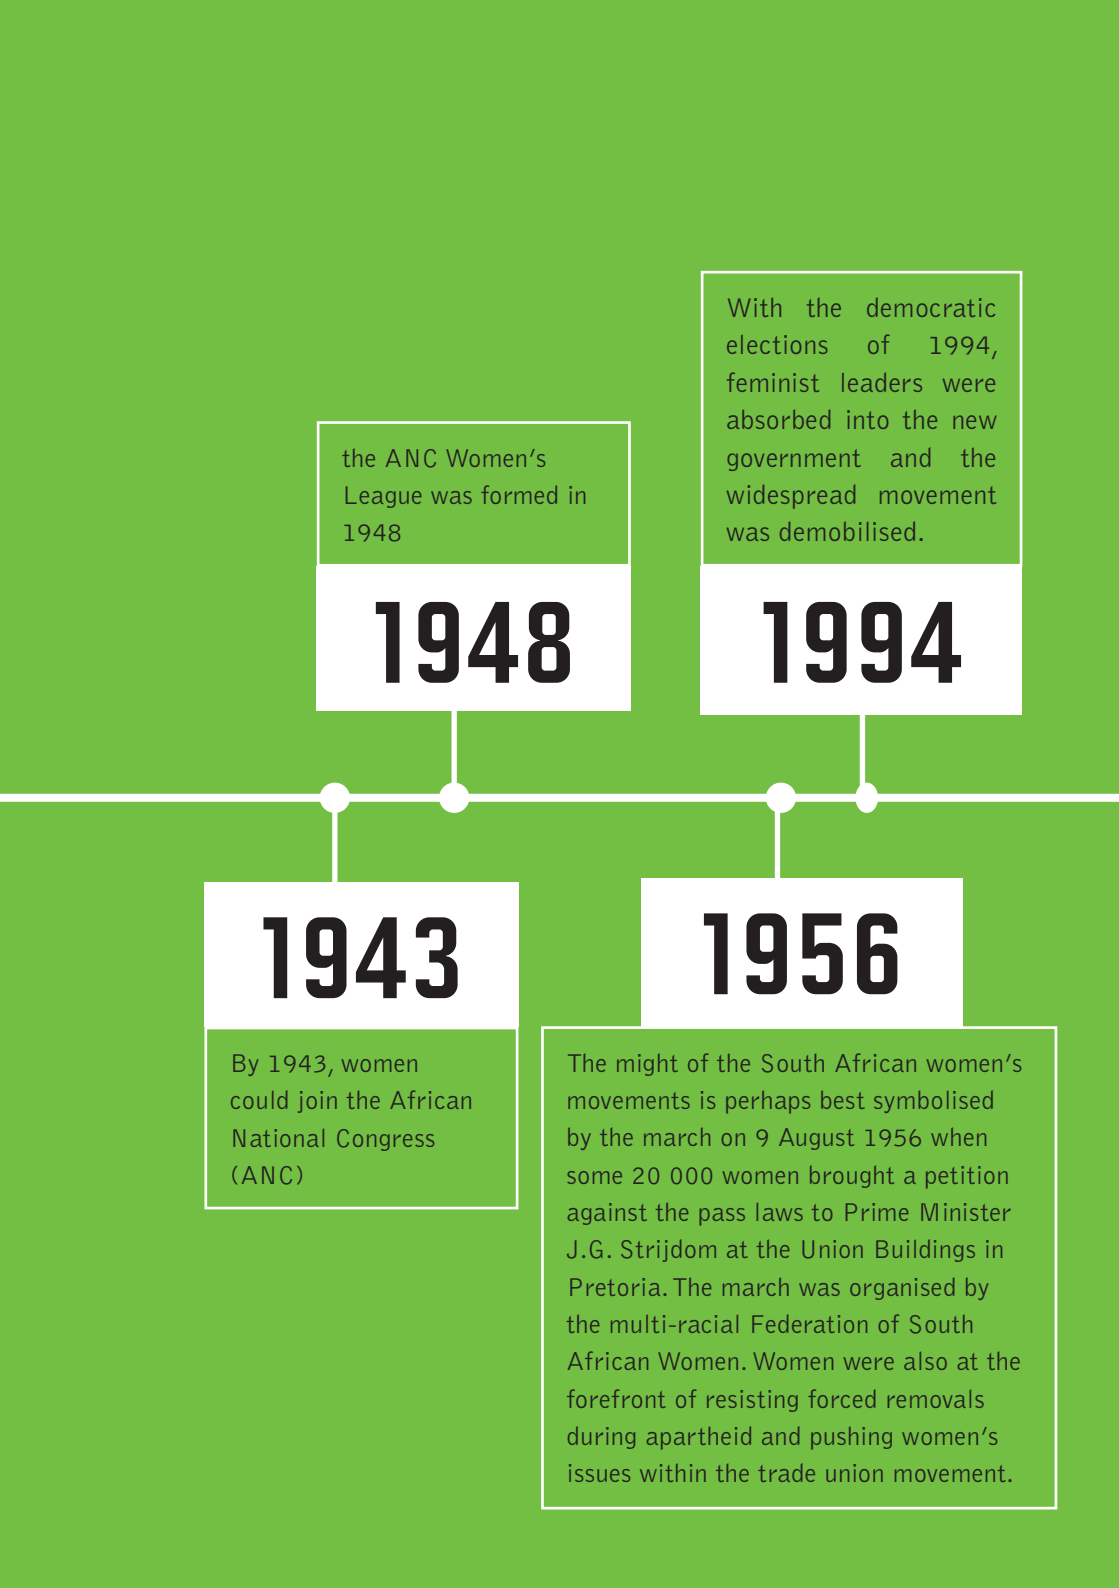 With the democratic
elections of 1994,
feminist leaders were
absorbed into the new
government and the
widespread movement
was demobilised.
the ANC Women’s
League was formed in
1948
1948
1994
1943
1956
By 1943, women
could join the African
National Congress
(ANC)
The might of the South African women’s
movements is perhaps best symbolised
by the march on 9 August 1956 when
some 20 000 women brought a petition
against the pass laws to Prime Minister
J.G. Strijdom at the Union Buildings in
Pretoria. The march was organised by
the multi-racial Federation of South
African Women. Women were also at the
forefront of resisting forced removals
during apartheid and pushing women’s
issues within the trade union movement.